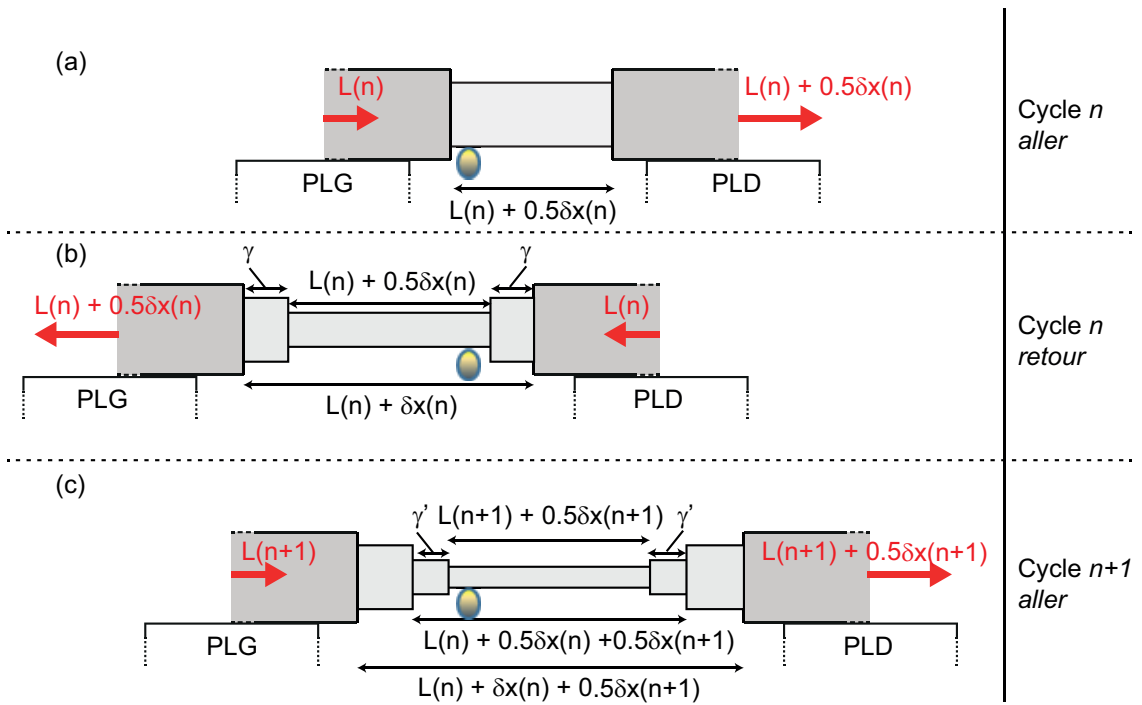 (a)
L(n)
L(n) + 0.5δx(n)
PLG
PLD
L(n) + 0.5δx(n)
Cycle n
aller
(b)
γ
γ
L(n) + 0.5δx(n)
L(n) + 0.5δx(n)
L(n)
PLG
PLD
L(n) + δx(n)
Cycle n
retour
(c)
γ' L(n+1) + 0.5δx(n+1) γ'
L(n+1)
L(n+1) + 0.5δx(n+1)
PLG
PLD
L(n) + 0.5δx(n) +0.5δx(n+1)
L(n) + δx(n) + 0.5δx(n+1)
Cycle n+1
aller